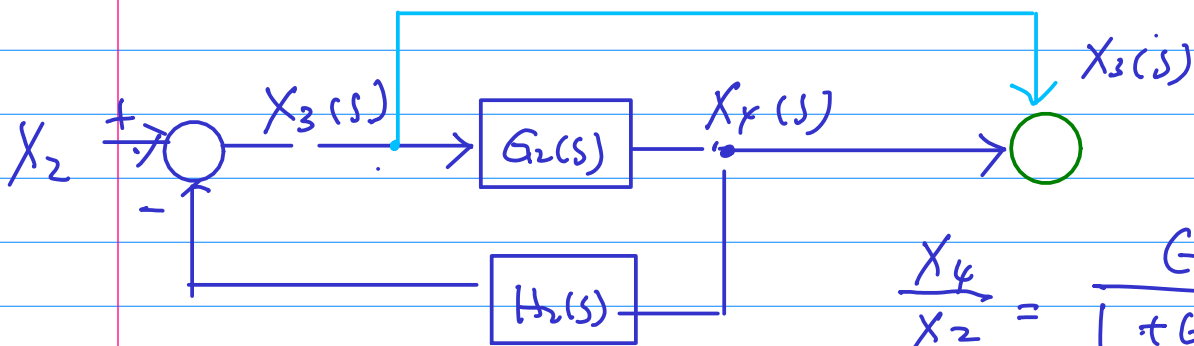 X₃(s)
+
X₂
X₃(s)
G₂(s)
X₄(s)
-
H₂(s)
X₄
X₂
=
G
1 + G